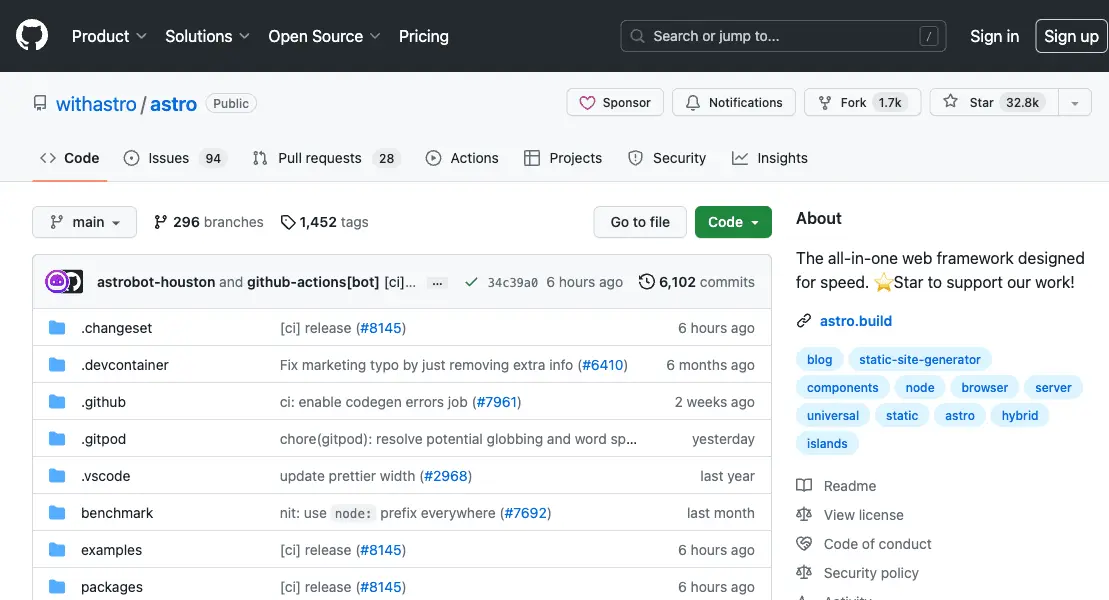 Product Solutions Open Source Pricing Search or jump to... / Sign in Sign up
withastro / astro Public Sponsor Notifications Fork 1.7k Star 32.8k
Code Issues 94 Pull requests 28 Actions Projects Security Insights
main 296 branches 1,452 tags Go to file Code
astrobot-houston and github-actions[bot] [ci]... ... 34c39a0 6 hours ago 6,102 commits
.changeset [ci] release (#8145) 6 hours ago
.devcontainer Fix marketing typo by just removing extra info (#6410) 6 months ago
.github ci: enable codegen errors job (#7961) 2 weeks ago
.gitpod chore(gitpod): resolve potential globbing and word sp... yesterday
.vscode update prettier width (#2968) last year
benchmark nit: use node: prefix everywhere (#7692) last month
examples [ci] release (#8145) 6 hours ago
packages [ci] release (#8145) 6 hours ago
About
The all-in-one web framework designed
for speed. ⭐️Star to support our work!
astro.build
blog static-site-generator
components node browser server
universal static astro hybrid
islands
Readme
View license
Code of conduct
Security policy
Activity